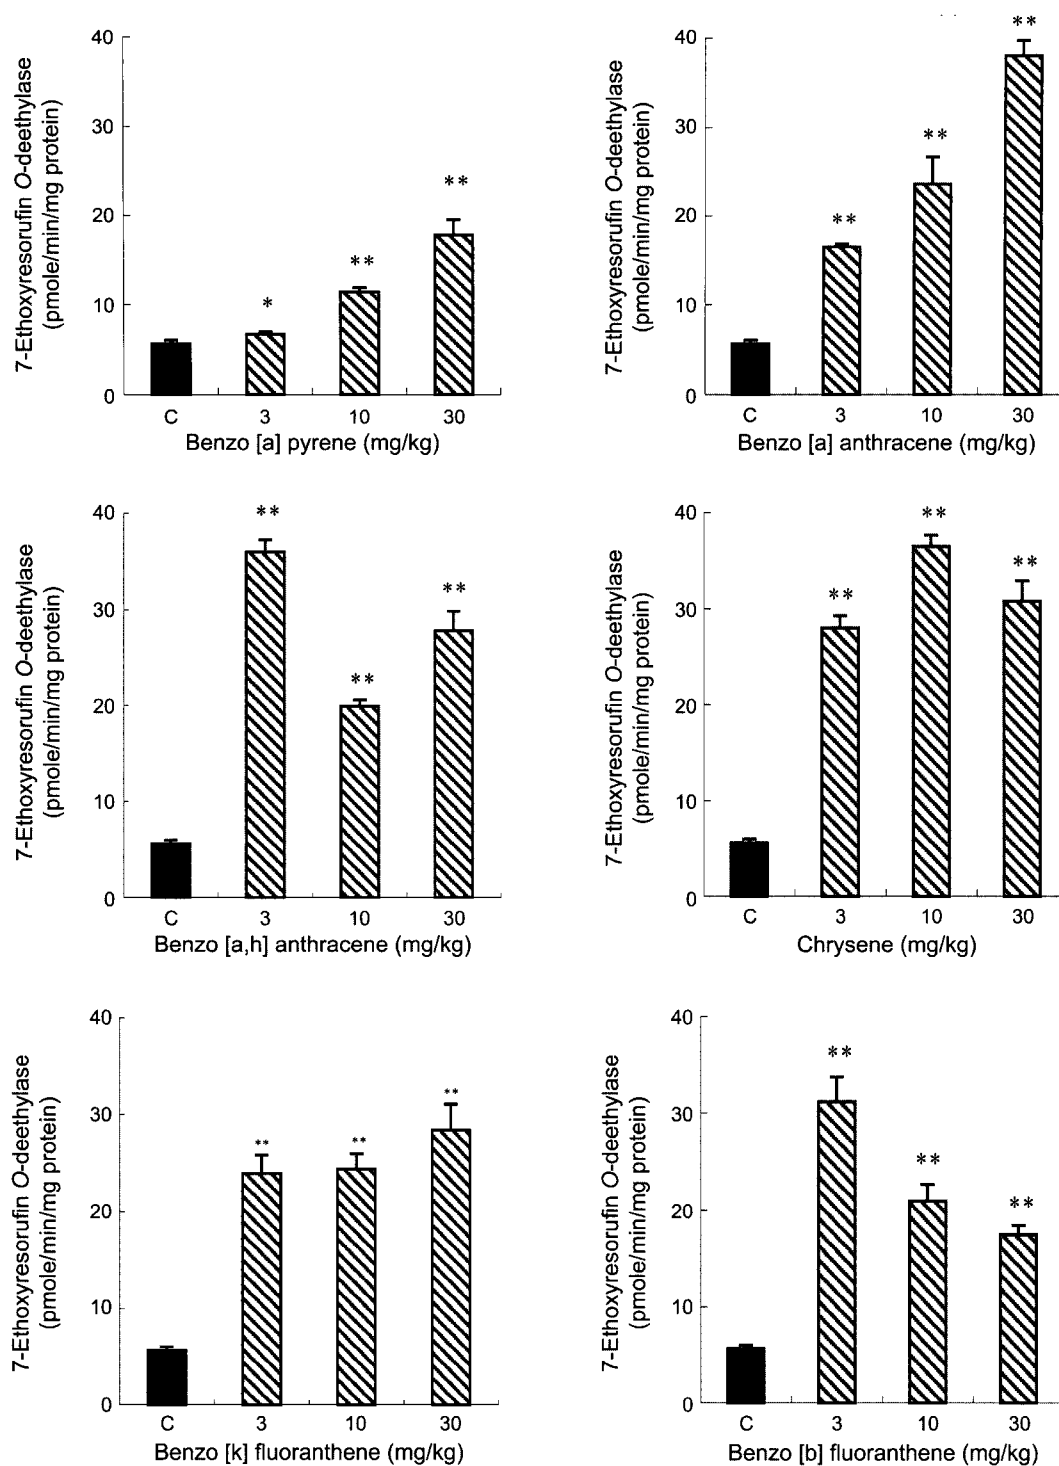 7-Ethoxyresorufin O-deethylase
(pmole/min/mg protein)
40
30
20
10
0
*
**
**
C 3 10 30
Benzo [a] pyrene (mg/kg)
7-Ethoxyresorufin O-deethylase
(pmole/min/mg protein)
40
30
20
10
0
**
**
**
C 3 10 30
Benzo [a] anthracene (mg/kg)
7-Ethoxyresorufin O-deethylase
(pmole/min/mg protein)
40
30
20
10
0
**
**
**
C 3 10 30
Benzo [a,h] anthracene (mg/kg)
7-Ethoxyresorufin O-deethylase
(pmole/min/mg protein)
40
30
20
10
0
**
**
**
C 3 10 30
Chrysene (mg/kg)
7-Ethoxyresorufin O-deethylase
(pmole/min/mg protein)
40
30
20
10
0
**
**
**
C 3 10 30
Benzo [k] fluoranthene (mg/kg)
7-Ethoxyresorufin O-deethylase
(pmole/min/mg protein)
40
30
20
10
0
**
**
**
C 3 10 30
Benzo [b] fluoranthene (mg/kg)